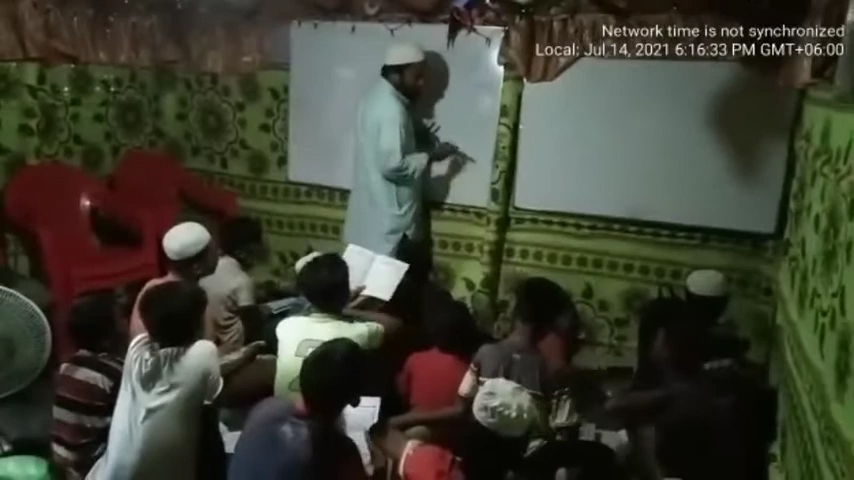 Network time is not synchronized
Local: Jul 14, 2021 6:16:33 PM GMT+06:00